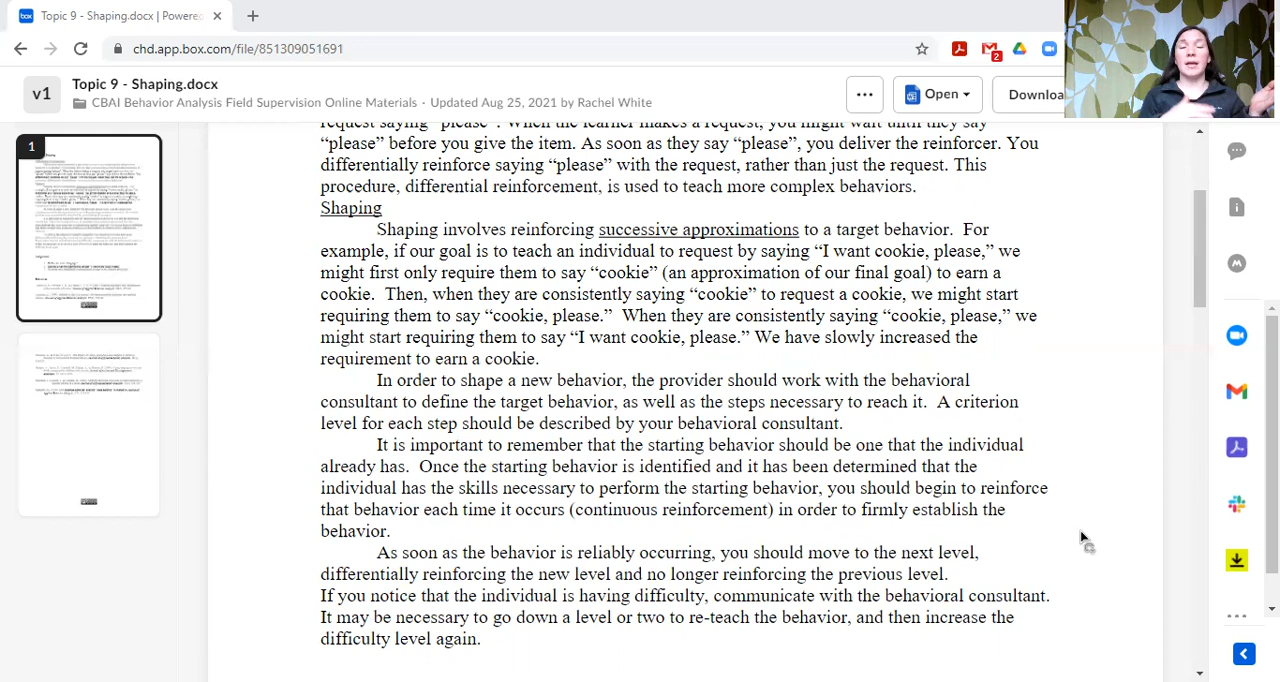 Topic 9 - Shaping.docx | Powere
box
cbdh.app.box.com/file/851309051691
2
v1
Topic 9 - Shaping.docx
CBAI Behavior Analysis Field Supervision Online Materials · Updated Aug 25, 2021 by Rachel White
Open
Downloa
1
request saying "please". When the learner makes a request, you might wait until they say
“please” before you give the item. As soon as they say “please”, you deliver the reinforcer. You
differentially reinforce saying “please” with the request, rather than just the request. This
procedure, differential reinforcement, is used to teach more complex behaviors.
Shaping
Shaping involves reinforcing successive approximations to a target behavior. For
example, if our goal is to teach an individual to request by saying “I want cookie, please,” we
might first only require them to say “cookie” (an approximation of our final goal) to earn a
cookie. Then, when they are consistently saying “cookie” to request a cookie, we might start
requiring them to say “cookie, please.” When they are consistently saying “cookie, please,” we
might start requiring them to say “I want cookie, please.” We have slowly increased the
requirement to earn a cookie.
In order to shape a new behavior, the provider should work with the behavioral
consultant to define the target behavior, as well as the steps necessary to reach it. A criterion
level for each step should be described by your behavioral consultant.
It is important to remember that the starting behavior should be one that the individual
already has. Once the starting behavior is identified and it has been determined that the
individual has the skills necessary to perform the starting behavior, you should begin to reinforce
that behavior each time it occurs (continuous reinforcement) in order to firmly establish the
behavior.
As soon as the behavior is reliably occurring, you should move to the next level,
differentially reinforcing the new level and no longer reinforcing the previous level.
If you notice that the individual is having difficulty, communicate with the behavioral consultant.
It may be necessary to go down a level or two to re-teach the behavior, and then increase the
difficulty level again.